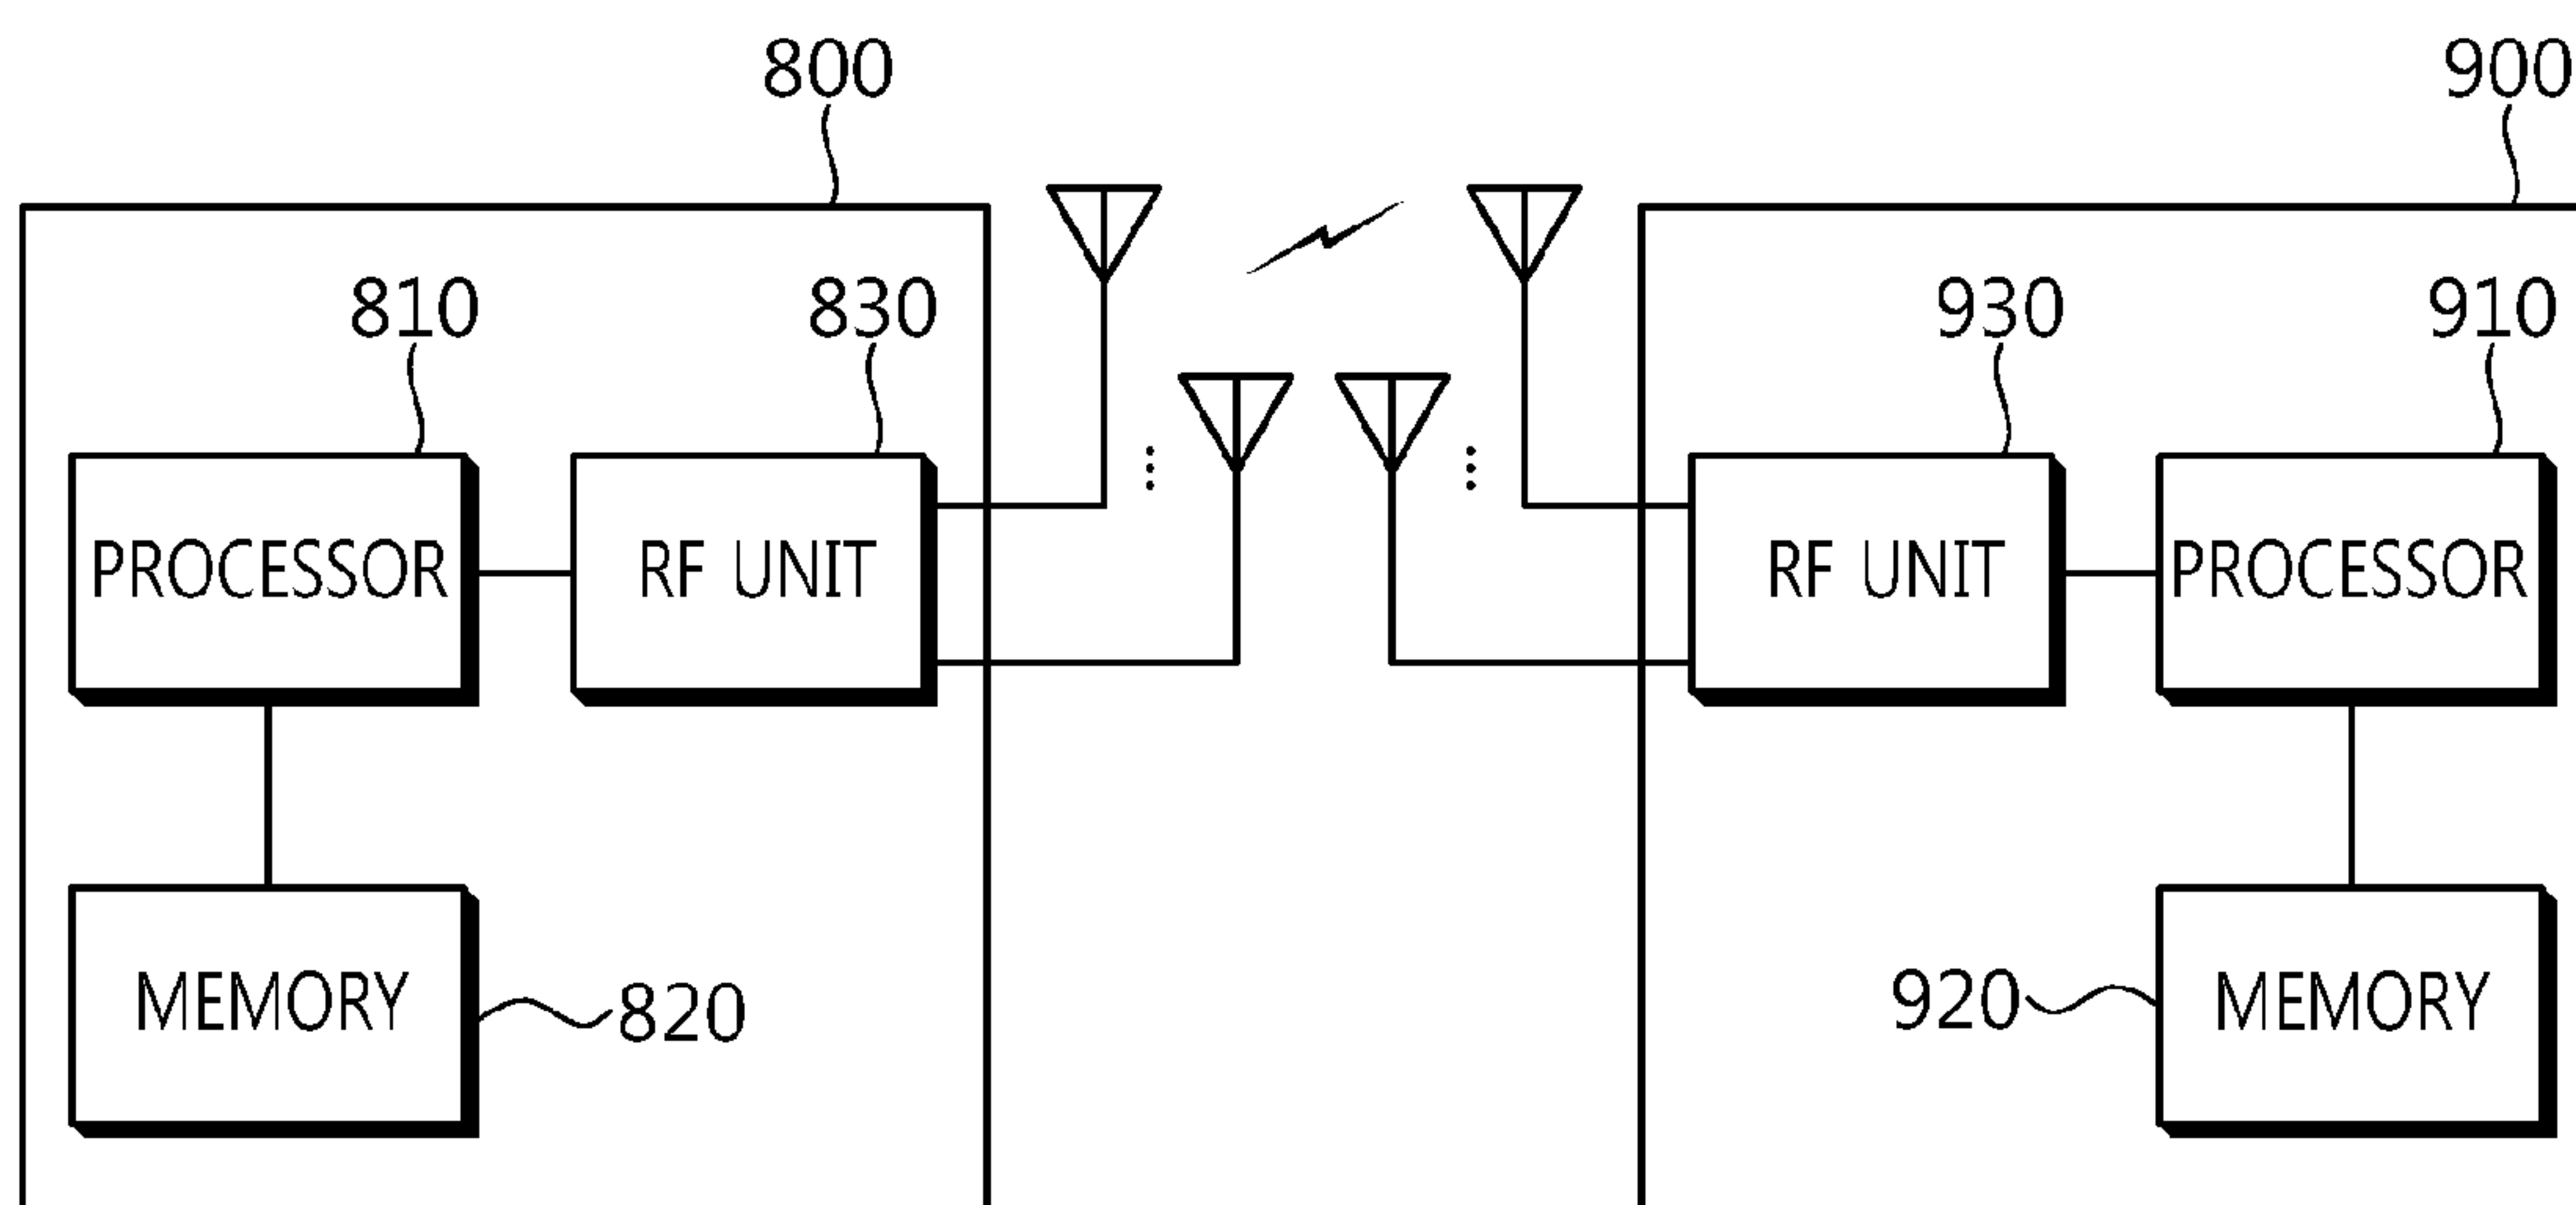 800 900
810 830 930 910
PROCESSOR RF UNIT RF UNIT PROCESSOR
MEMORY 820 920 MEMORY